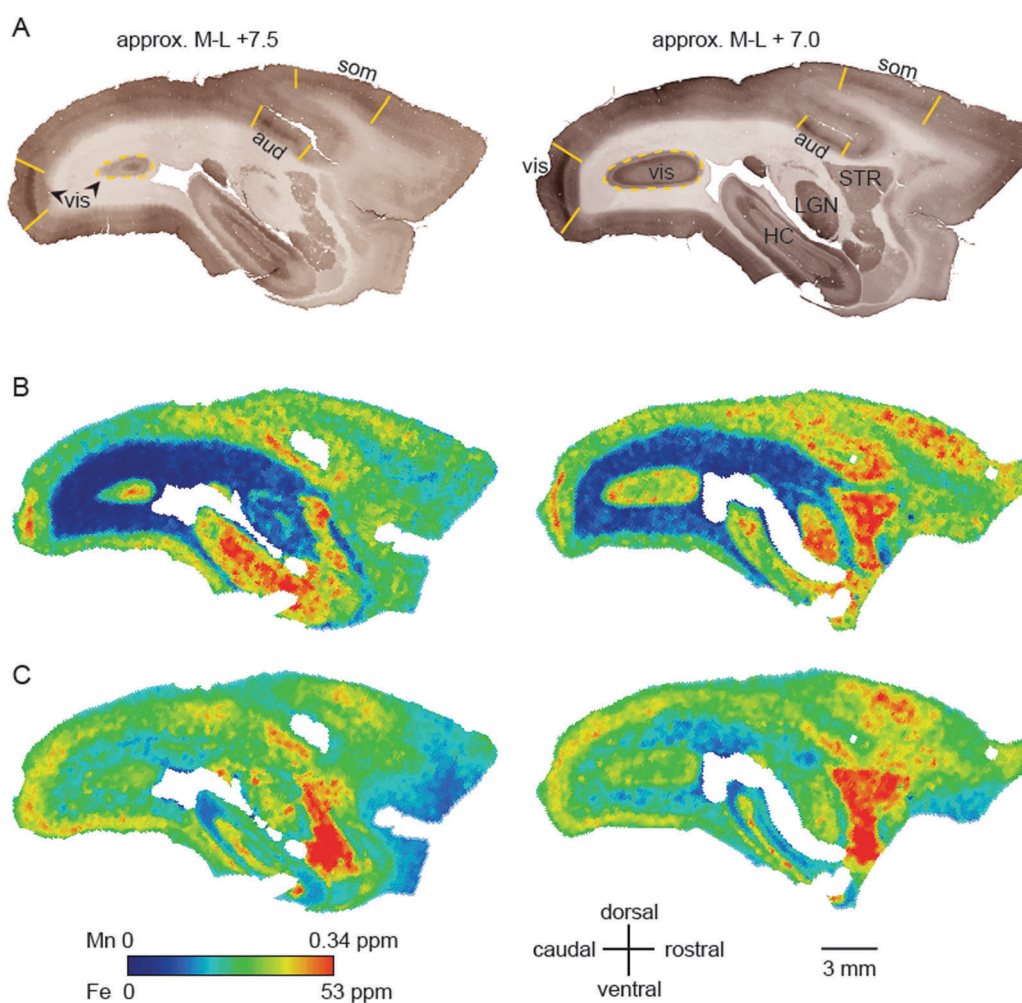 A
approx. M-L +7.5
approx. M-L + 7.0
som
som
aud
aud
vis
vis
vis
STR
LGN
HC
B
C
Mn 0
0.34 ppm
Fe 0
53 ppm
dorsal
caudal
rostral
ventral
3 mm